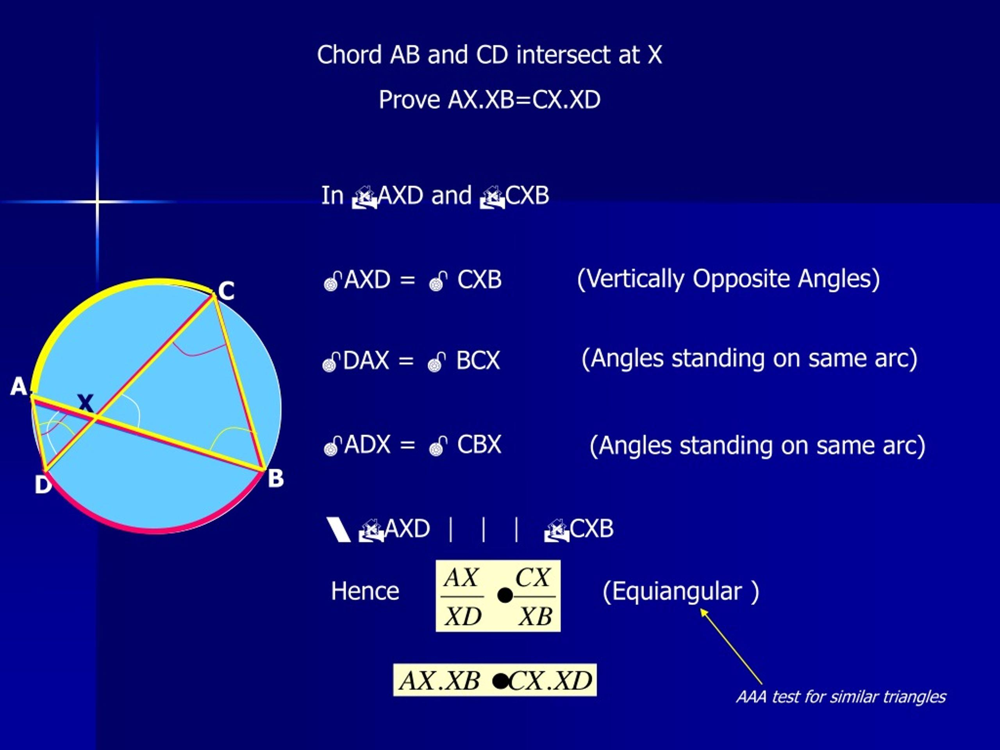 Chord AB and CD intersect at X
Prove AX.XB=CX.XD
In AXD and CXB
AXD = CXB (Vertically Opposite Angles)
DAX = BCX (Angles standing on same arc)
ADX = CBX (Angles standing on same arc)
\ AXD | | | CXB
Hence AX/XD ● CX/XB (Equiangular )
AX.XB ●CX.XD
AAA test for similar triangles
C
A
X
B
D